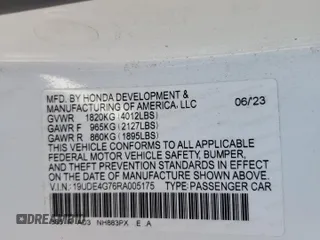 MFD. BY HONDA DEVELOPMENT &
MANUFACTURING OF AMERICA, LLC 06/23
GVWR 1820KG (4012LBS)
GAWR F 965KG (2127LBS)
GAWR R 860KG (1895LBS)
THIS VEHICLE CONFORMS TO ALL APPLICABLE
FEDERAL MOTOR VEHICLE SAFETY, BUMPER,
AND THEFT PREVENTION STANDARDS IN EFFECT
ON THE DATE OF MANUFACTURE SHOWN ABOVE.
V.I.N.: 19UDE4G76RA005175 TYPE:PASSENGER CAR
A03 NH883PX E A